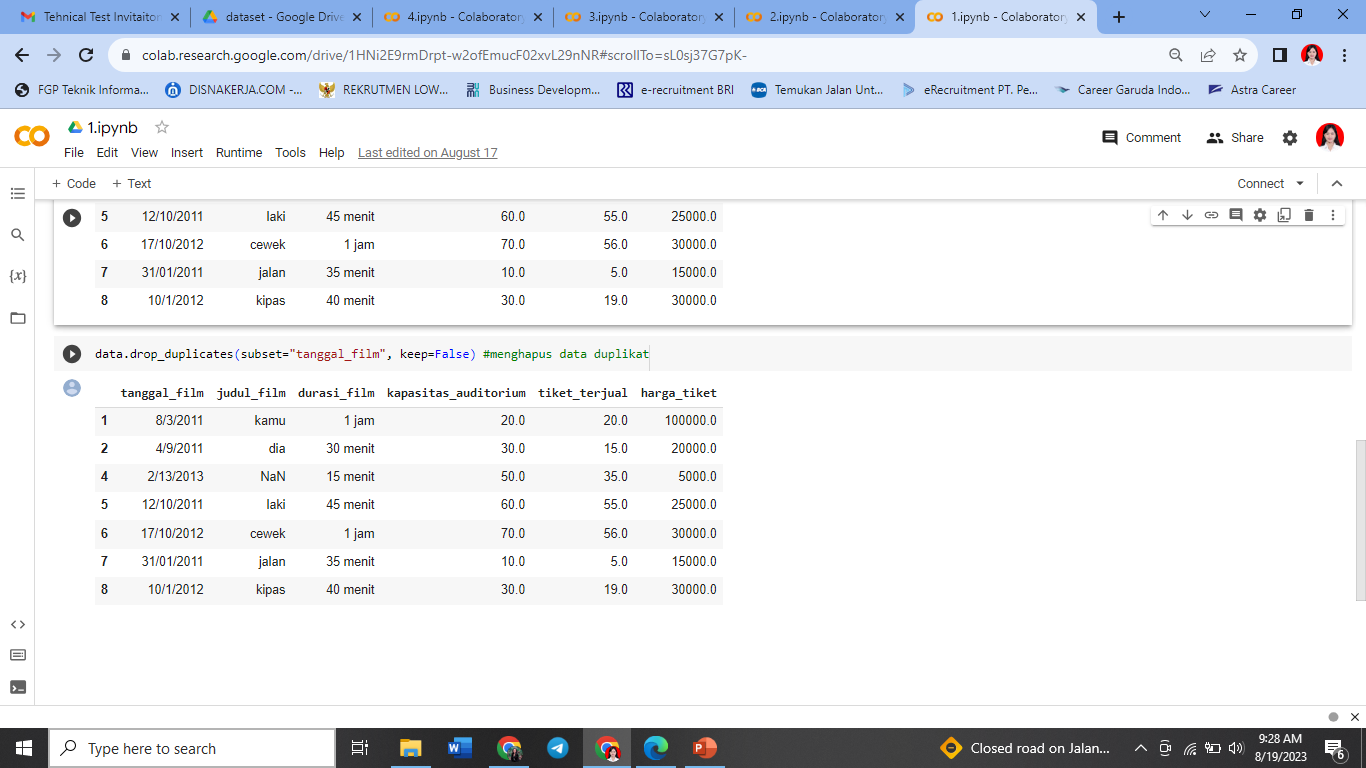 Tehnical Test Invitaiton
dataset - Google Drive
4.ipynb - Colaboratory
3.ipynb - Colaboratory
2.ipynb - Colaboratory
1.ipynb - Colaboratory
colab.research.google.com/drive/1HNi2E9rmDrpt-w2ofEmucF02xvL29nNR#scrollTo=sL0sj37G7pK-
FGP Teknik Informa... DISNAKERJA.COM -... REKRUTMEN LOW... Business Developm... e-recruitment BRI Temukan Jalan Unt... eRecruitment PT. Pe... Career Garuda Indo... Astra Career
1.ipynb
Comment Share
File Edit View Insert Runtime Tools Help Last edited on August 17
+ Code + Text Connect
5 12/10/2011 laki 45 menit 60.0 55.0 25000.0
6 17/10/2012 cewek 1 jam 70.0 56.0 30000.0
{x}
7 31/01/2011 jalan 35 menit 10.0 5.0 15000.0
8 10/1/2012 kipas 40 menit 30.0 19.0 30000.0
data.drop_duplicates(subset="tanggal_film", keep=False) #menghapus data duplikat
tanggal_film judul_film durasi_film kapasitas_auditorium tiket_terjual harga_tiket
1 8/3/2011 kamu 1 jam 20.0 20.0 100000.0
2 4/9/2011 dia 30 menit 30.0 15.0 20000.0
4 2/13/2013 NaN 15 menit 50.0 35.0 5000.0
5 12/10/2011 laki 45 menit 60.0 55.0 25000.0
6 17/10/2012 cewek 1 jam 70.0 56.0 30000.0
7 31/01/2011 jalan 35 menit 10.0 5.0 15000.0
8 10/1/2012 kipas 40 menit 30.0 19.0 30000.0
Type here to search
Closed road on Jalan...
9:28 AM
8/19/2023
6